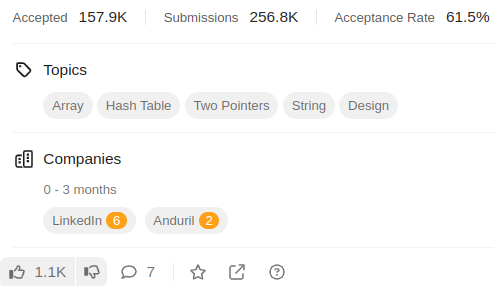 Accepted 157.9K Submissions 256.8K Acceptance Rate 61.5%
Topics
Array Hash Table Two Pointers String Design
Companies
0 - 3 months
LinkedIn 6 Anduril 2
1.1K 7